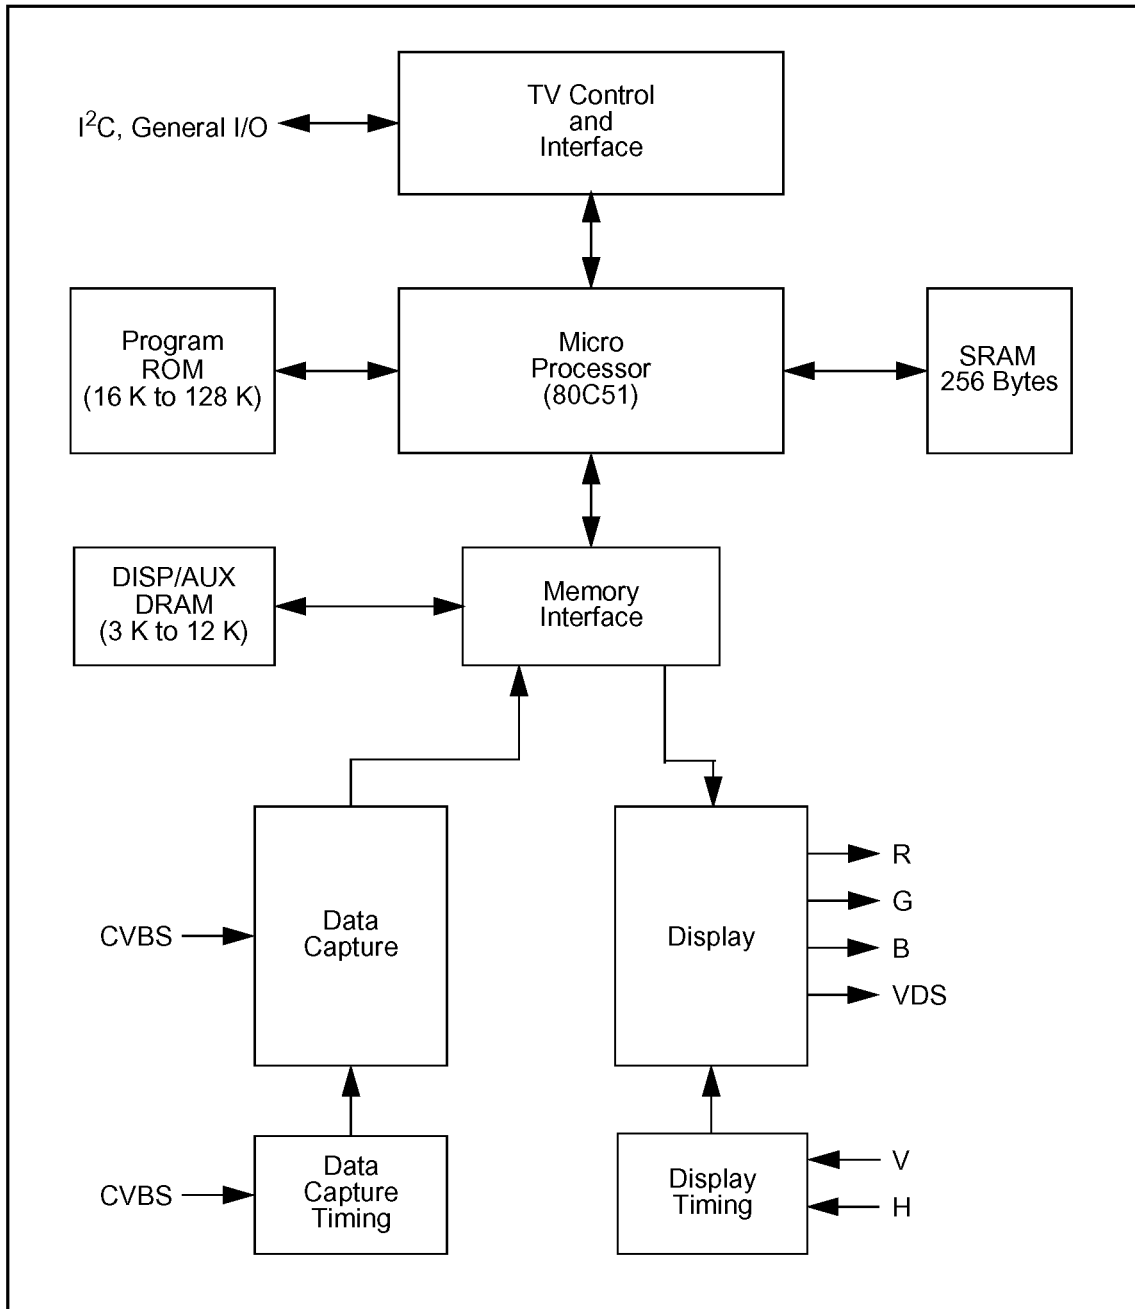 TV Control
and
Interface
I²C, General I/O
Program
ROM
(16 K to 128 K)
Micro
Processor
(80C51)
SRAM
256 Bytes
DISP/AUX
DRAM
(3 K to 12 K)
Memory
Interface
CVBS
Data
Capture
Display
R
G
B
VDS
CVBS
Data
Capture
Timing
Display
Timing
V
H